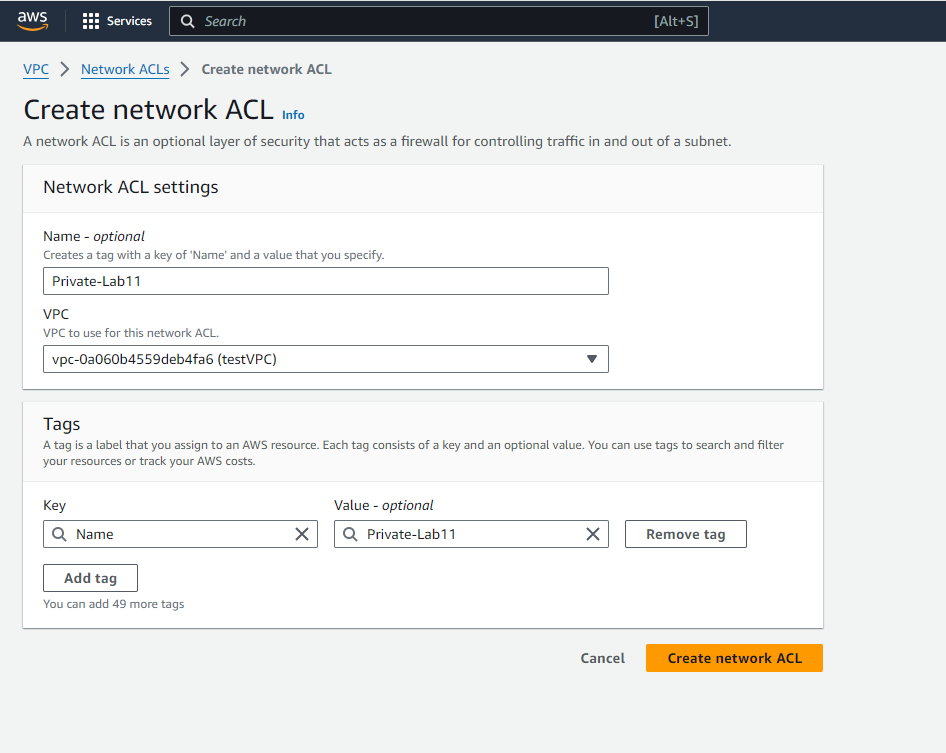 aws
Services
Search
[Alt+S]
VPC > Network ACLs > Create network ACL
Create network ACL Info
A network ACL is an optional layer of security that acts as a firewall for controlling traffic in and out of a subnet.
Network ACL settings
Name - optional
Creates a tag with a key of 'Name' and a value that you specify.
Private-Lab11
VPC
VPC to use for this network ACL.
vpc-0a060b4559deb4fa6 (testVPC)
Tags
A tag is a label that you assign to an AWS resource. Each tag consists of a key and an optional value. You can use tags to search and filter
your resources or track your AWS costs.
Key
Value - optional
Name
Private-Lab11
Remove tag
Add tag
You can add 49 more tags
Cancel
Create network ACL